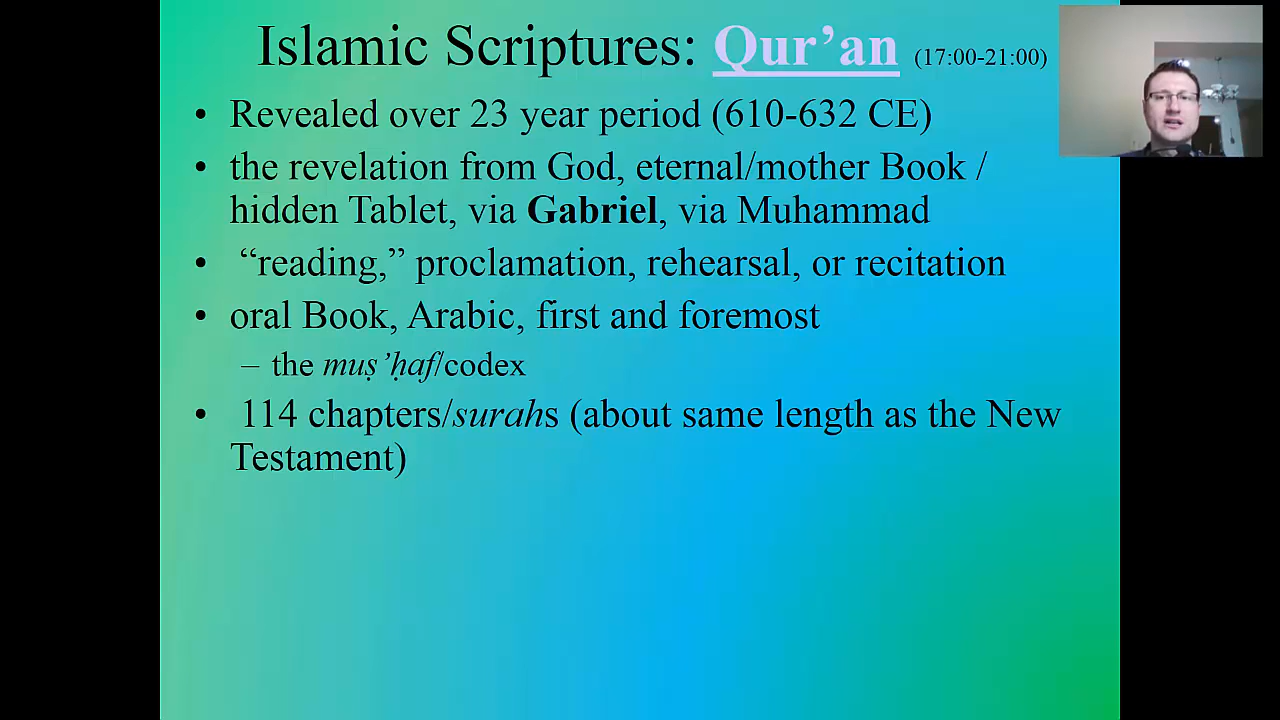 Islamic Scriptures: Qur’an (17:00-21:00)
• Revealed over 23 year period (610-632 CE)
• the revelation from God, eternal/mother Book /
hidden Tablet, via Gabriel, via Muhammad
• “reading,” proclamation, rehearsal, or recitation
• oral Book, Arabic, first and foremost
– the muṣ’ḥaf/codex
• 114 chapters/surahs (about same length as the New
Testament)